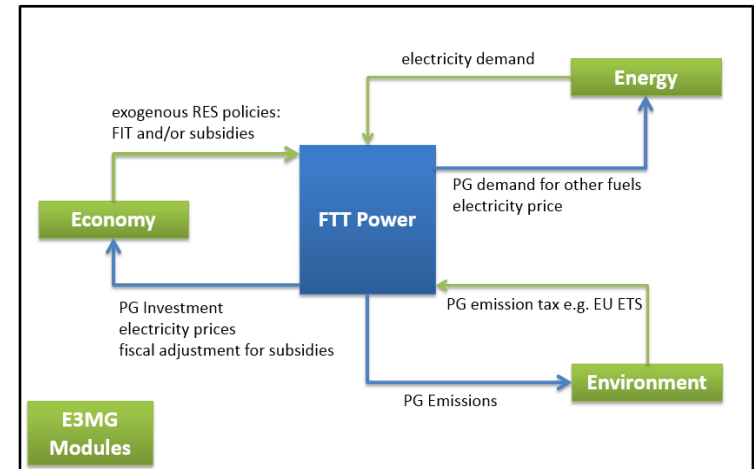 electricity demand
Energy
exogenous RES policies:
FIT and/or subsidies
PG demand for other fuels
electricity price
FTT Power
Economy
PG Investment
electricity prices
fiscal adjustment for subsidies
PG emission tax e.g. EU ETS
Environment
PG Emissions
E3MG
Modules